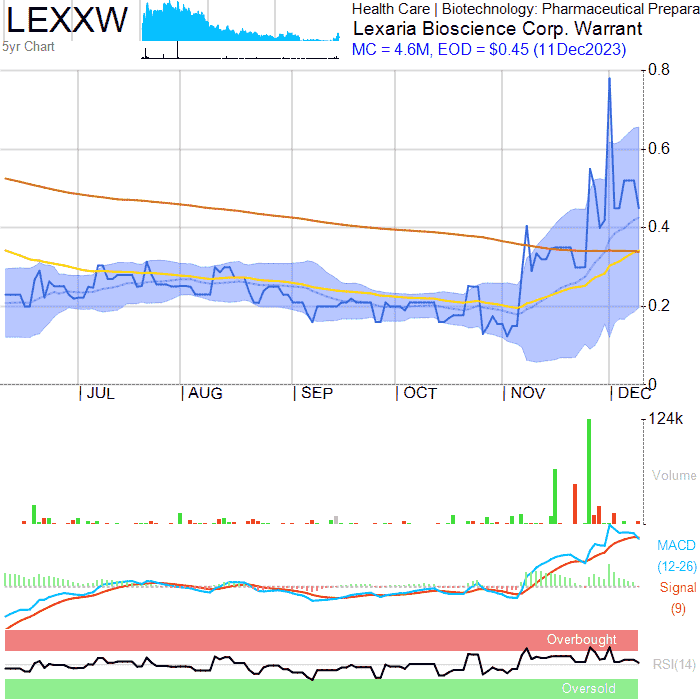 LEXXW
5yr Chart
Health Care | Biotechnology: Pharmaceutical Prepara
Lexaria Bioscience Corp. Warrant
MC = 4.6M, EOD = $0.45 (11Dec2023)
0.8
0.6
0.4
0.2
0
JUL AUG SEP OCT NOV DEC
124k
Volume
MACD
(12-26)
Signal
(9)
Overbought
RSI(14)
Oversold